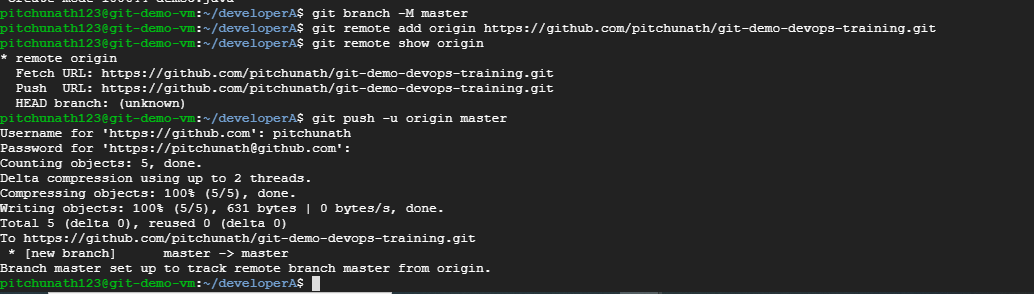 pitchunath123@git-demo-vm:~/developerA$ git branch -M master
pitchunath123@git-demo-vm:~/developerA$ git remote add origin https://github.com/pitchunath/git-demo-devops-training.git
pitchunath123@git-demo-vm:~/developerA$ git remote show origin
* remote origin
  Fetch URL: https://github.com/pitchunath/git-demo-devops-training.git
  Push  URL: https://github.com/pitchunath/git-demo-devops-training.git
  HEAD branch: (unknown)
pitchunath123@git-demo-vm:~/developerA$ git push -u origin master
Username for 'https://github.com': pitchunath
Password for 'https://pitchunath@github.com':
Counting objects: 5, done.
Delta compression using up to 2 threads.
Compressing objects: 100% (5/5), done.
Writing objects: 100% (5/5), 631 bytes | 0 bytes/s, done.
Total 5 (delta 0), reused 0 (delta 0)
To https://github.com/pitchunath/git-demo-devops-training.git
 * [new branch]      master -> master
Branch master set up to track remote branch master from origin.
pitchunath123@git-demo-vm:~/developerA$